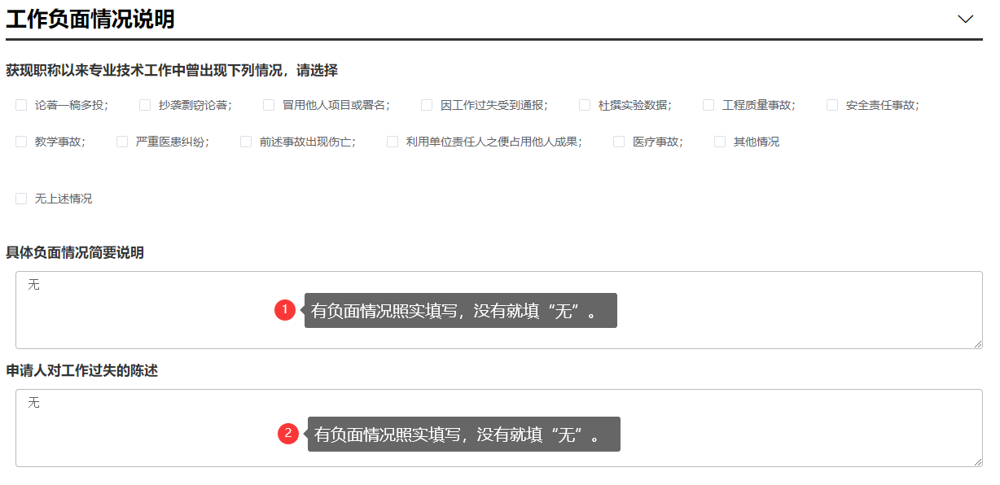 工作负面情况说明
获现职称以来专业技术工作中曾出现下列情况，请选择
论著一稿多投； 抄袭剽窃论著； 冒用他人项目或署名； 因工作过失受到通报； 杜撰实验数据； 工程质量事故； 安全责任事故；
教学事故； 严重医患纠纷； 前述事故出现伤亡； 利用单位责任人之便占用他人成果； 医疗事故； 其他情况
无上述情况
具体负面情况简要说明
无
1 有负面情况照实填写，没有就填“无”。
申请人对工作过失的陈述
无
2 有负面情况照实填写，没有就填“无”。